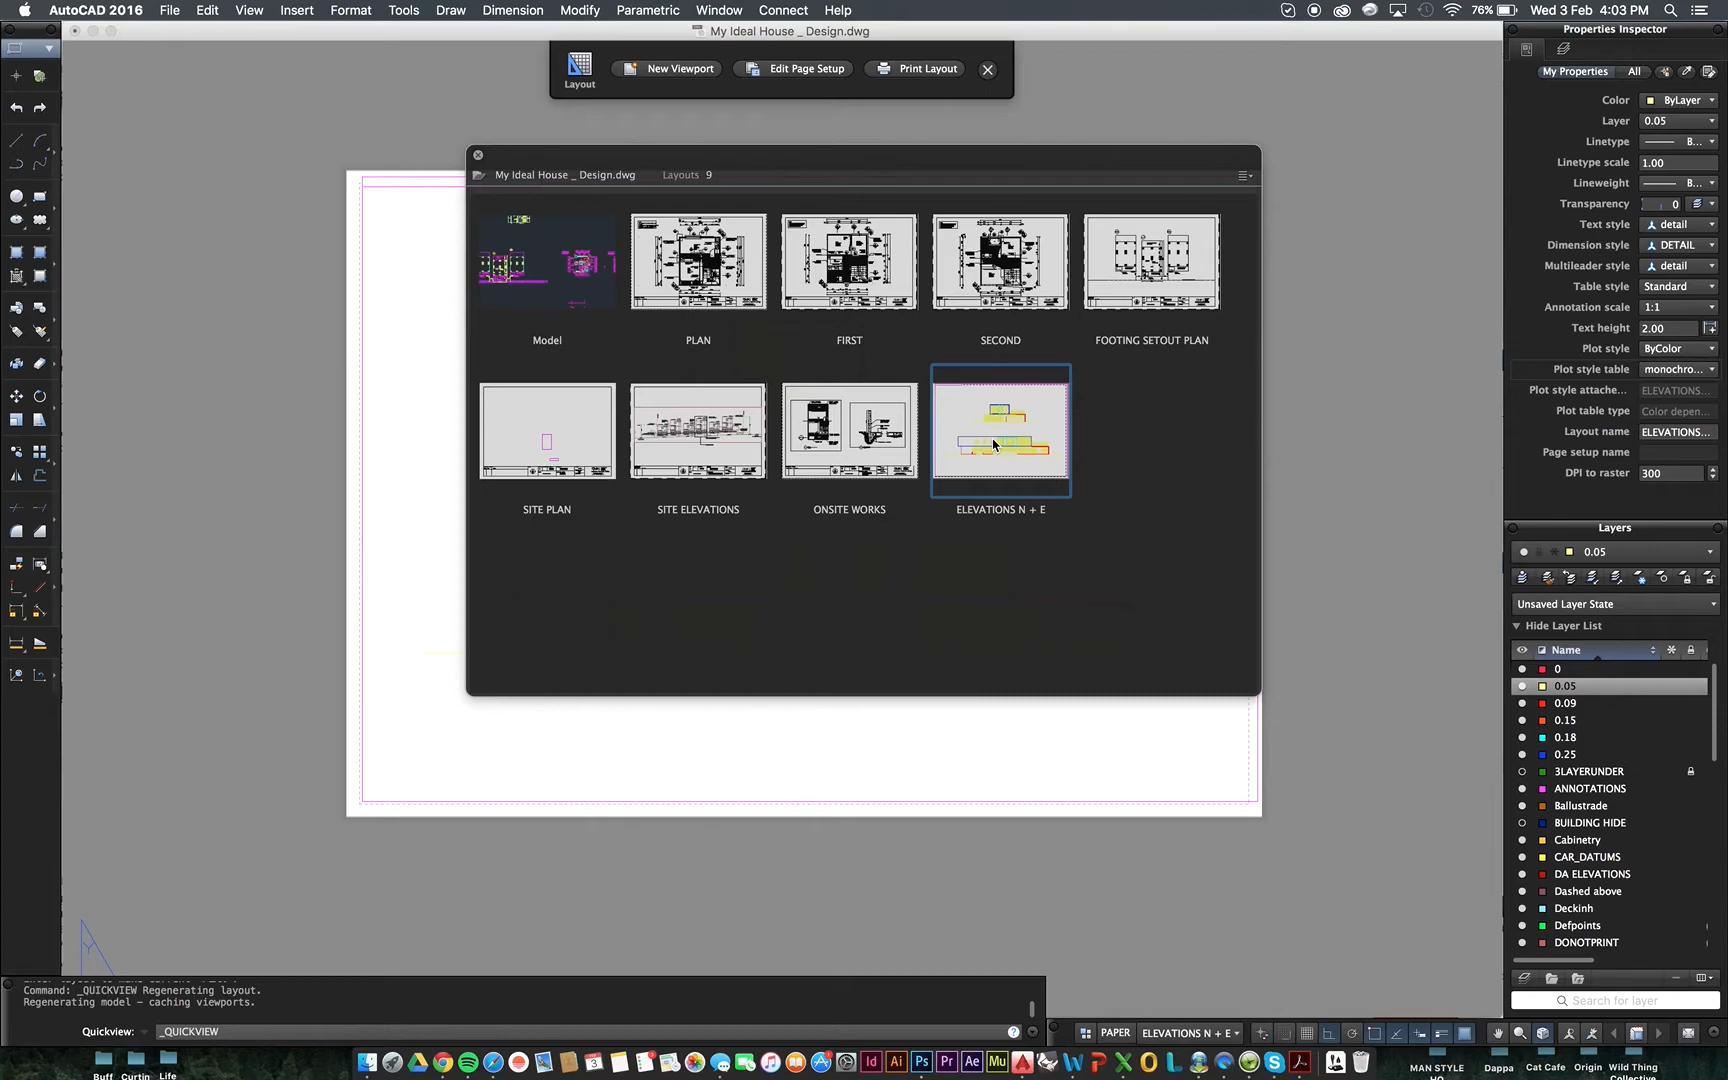 AutoCAD 2016 File Edit View Insert Format Tools Draw Dimension Modify Parametric Window Connect Help 76% Wed 3 Feb 4:03 PM
My Ideal House _ Design.dwg
Properties Inspector
New Viewport Edit Page Setup Print Layout
Layout
My Properties All
Color ByLayer
Layer 0.05
Linetype B...
Linetype scale 1.00
Lineweight B...
Transparency 0
Text style detail
Dimension style DETAIL
Multileader style detail
Table style Standard
Annotation scale 1:1
Text height 2.00
Plot style ByColor
Plot style table monochro...
Plot style attache... ELEVATIONS...
Plot table type Color depen...
Layout name ELEVATIONS...
Page setup name
DPI to raster 300
My Ideal House _ Design.dwg Layouts 9
Model PLAN FIRST SECOND FOOTING SETOUT PLAN
SITE PLAN SITE ELEVATIONS ONSITE WORKS ELEVATIONS N + E
Layers
0.05
Unsaved Layer State
Hide Layer List
Name
0
0.05
0.09
0.15
0.18
0.25
3LAYERUNDER
ANNOTATIONS
Ballustrade
BUILDING HIDE
Cabinetry
CAR_DATUMS
DA ELEVATIONS
Dashed above
Deckinh
Defpoints
DONOTPRINT
Search for layer
Command: _QUICKVIEW Regenerating layout.
Regenerating model - caching viewports.
Quickview: _QUICKVIEW
PAPER ELEVATIONS N + E
Buff Curtin Life
MAN STYLE HQ Dappa Cat Cafe Origin Wild Thing Collective